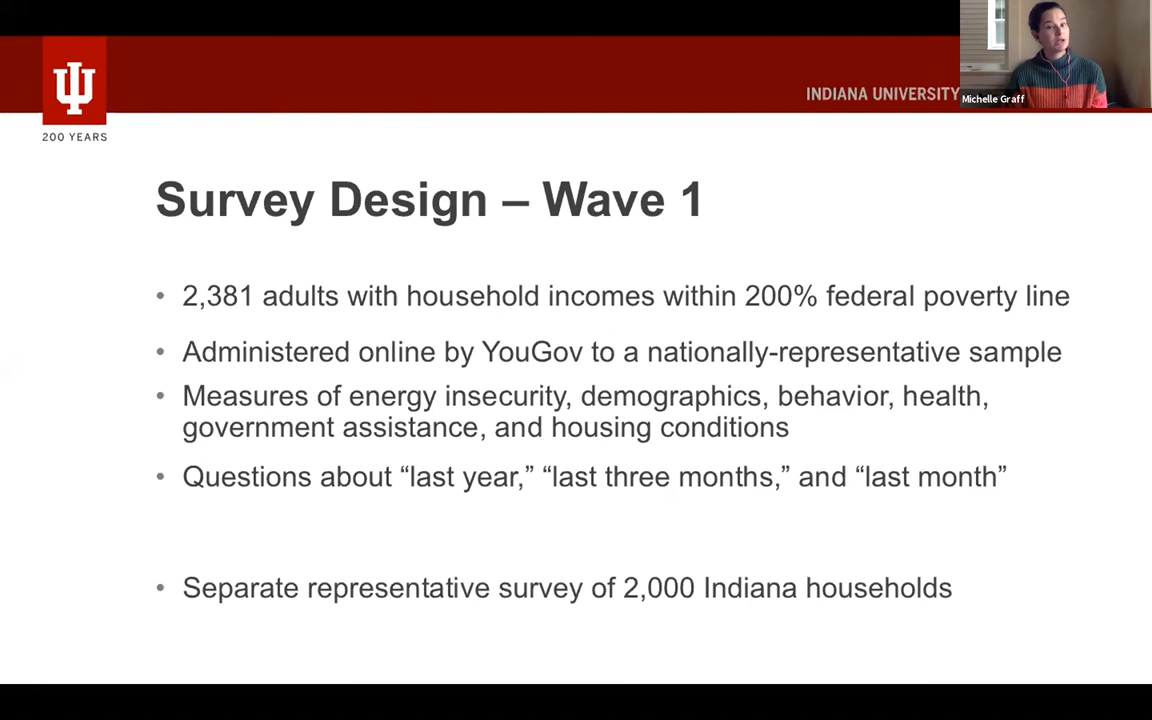 INDIANA UNIVERSITY
Michelle Graff
200 YEARS
Survey Design – Wave 1
• 2,381 adults with household incomes within 200% federal poverty line
• Administered online by YouGov to a nationally-representative sample
• Measures of energy insecurity, demographics, behavior, health,
government assistance, and housing conditions
• Questions about “last year,” “last three months,” and “last month”
• Separate representative survey of 2,000 Indiana households